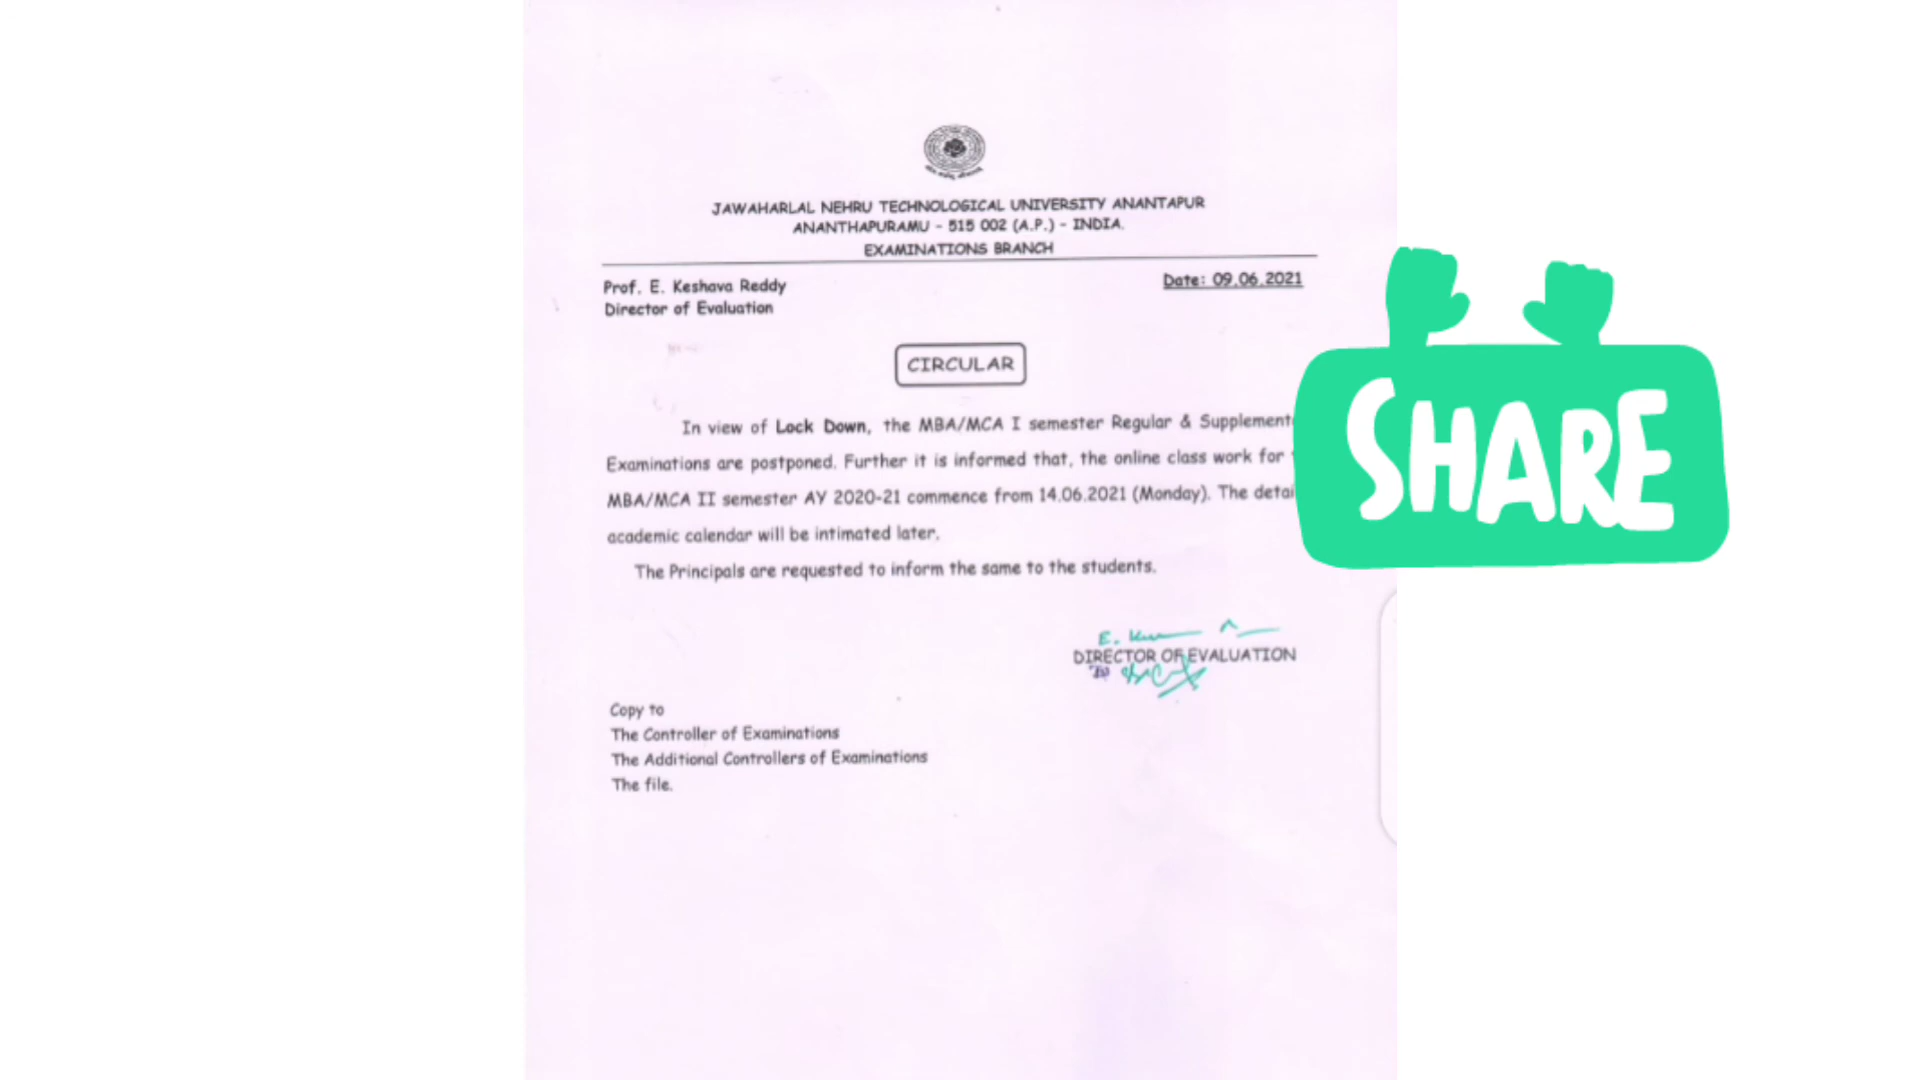 JAWAHARLAL NEHRU TECHNOLOGICAL UNIVERSITY ANANTAPUR
ANANTHAPURAMU - 515 002 (A.P.) - INDIA.
EXAMINATIONS BRANCH
Prof. E. Keshava Reddy
Director of Evaluation
Date: 09.06.2021
CIRCULAR
In view of Lock Down, the MBA/MCA I semester Regular & Supplement
Examinations are postponed. Further it is informed that, the online class work for
MBA/MCA II semester AY 2020-21 commence from 14.06.2021 (Monday). The detai
academic calendar will be intimated later.
The Principals are requested to inform the same to the students.
SHARE
DIRECTOR OF EVALUATION
Copy to
The Controller of Examinations
The Additional Controllers of Examinations
The file.